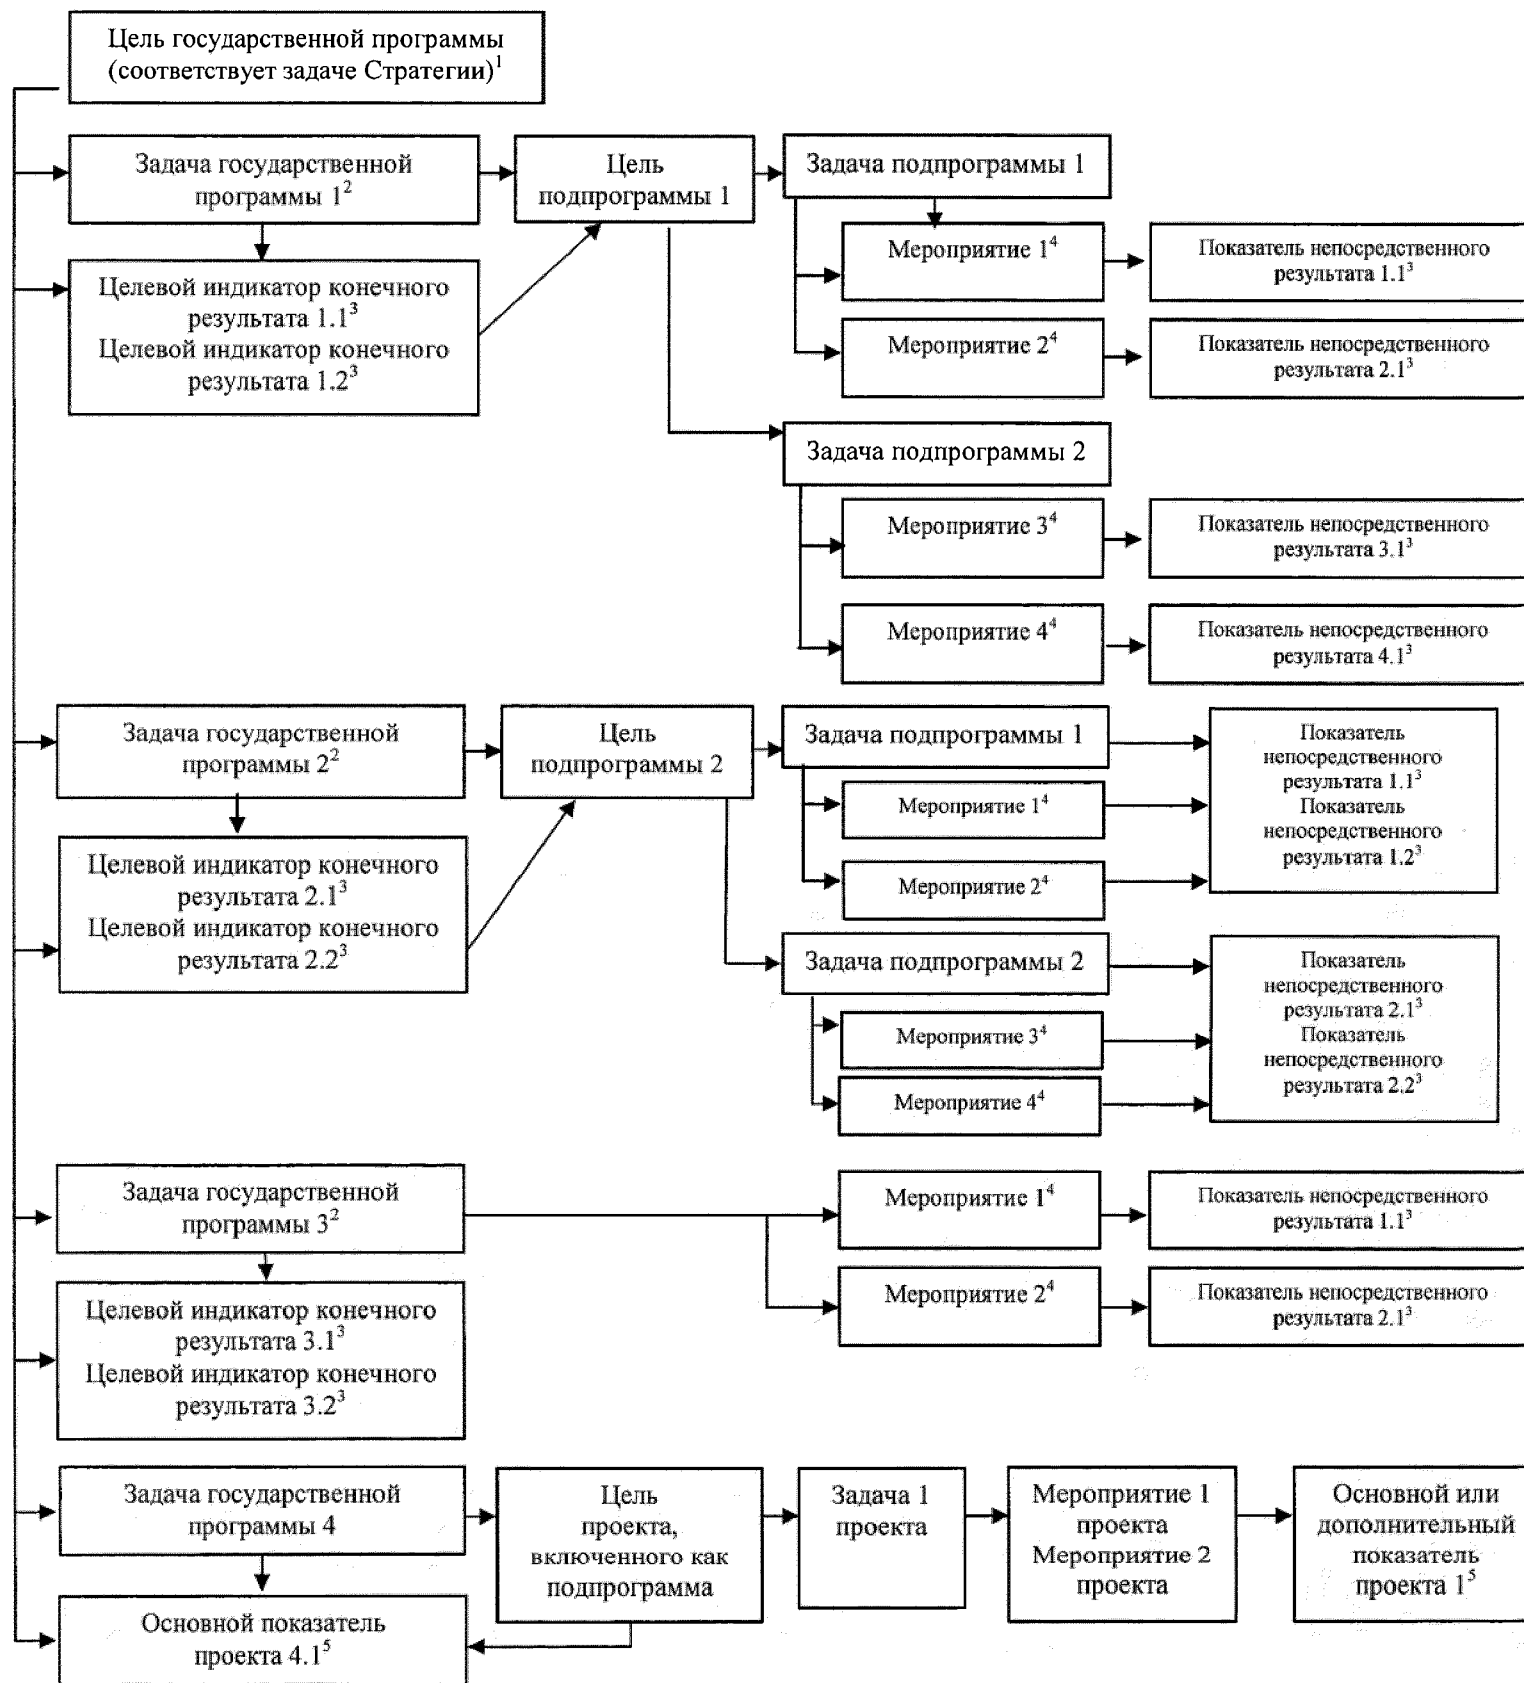 Цель государственной программы
(соответствует задаче Стратегии)¹
Задача государственной
программы 1²
Цель
подпрограммы 1
Задача подпрограммы 1
Мероприятие 1⁴
Показатель непосредственного
результата 1.1³
Целевой индикатор конечного
результата 1.1³
Целевой индикатор конечного
результата 1.2³
Мероприятие 2⁴
Показатель непосредственного
результата 2.1³
Задача подпрограммы 2
Мероприятие 3⁴
Показатель непосредственного
результата 3.1³
Мероприятие 4⁴
Показатель непосредственного
результата 4.1³
Задача государственной
программы 2²
Цель
подпрограммы 2
Задача подпрограммы 1
Показатель
непосредственного
результата 1.1³
Показатель
непосредственного
результата 1.2³
Мероприятие 1⁴
Мероприятие 2⁴
Целевой индикатор конечного
результата 2.1³
Целевой индикатор конечного
результата 2.2³
Задача подпрограммы 2
Показатель
непосредственного
результата 2.1³
Показатель
непосредственного
результата 2.2³
Мероприятие 3⁴
Мероприятие 4⁴
Задача государственной
программы 3²
Мероприятие 1⁴
Показатель непосредственного
результата 1.1³
Целевой индикатор конечного
результата 3.1³
Целевой индикатор конечного
результата 3.2³
Мероприятие 2⁴
Показатель непосредственного
результата 2.1³
Задача государственной
программы 4
Цель
проекта,
включенного как
подпрограмма
Задача 1
проекта
Мероприятие 1
проекта
Мероприятие 2
проекта
Основной или
дополнительный
показатель
проекта 1⁵
Основной показатель
проекта 4.1⁵